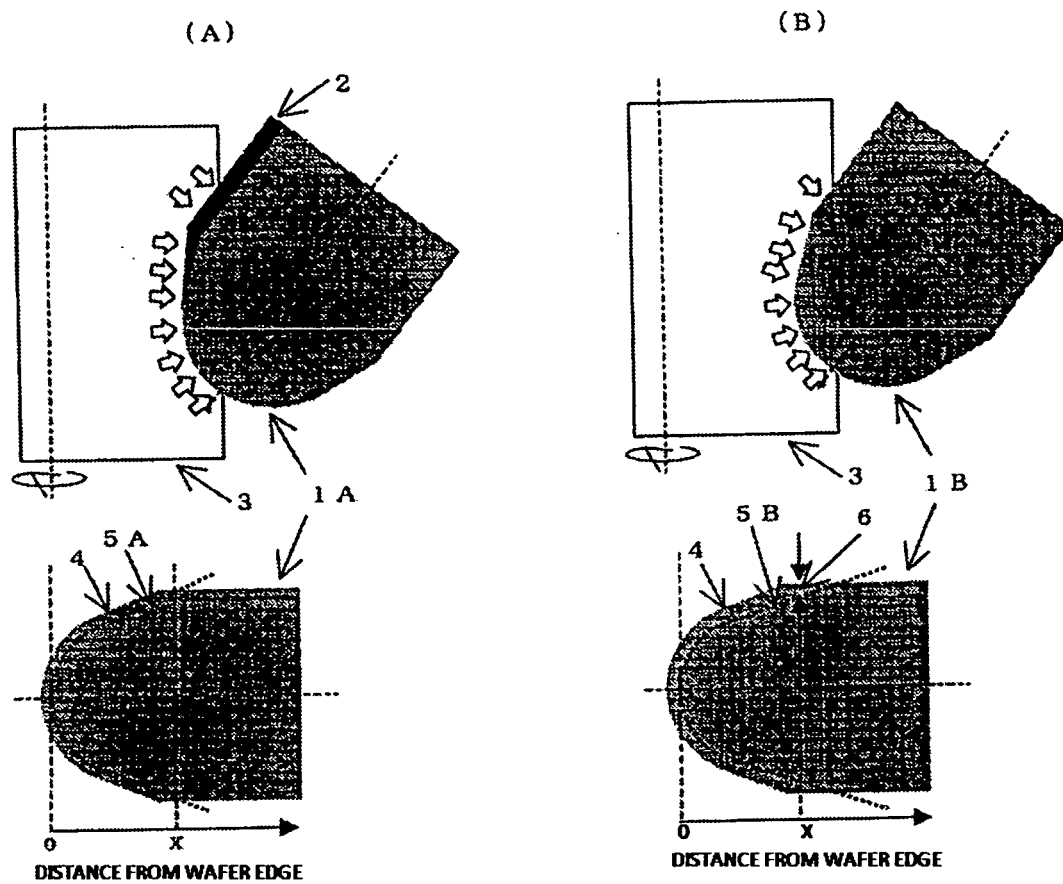 (A)
(B)
2
3
1 A
3
1 B
4
5 A
4
5 B
6
0
X
0
X
DISTANCE FROM WAFER EDGE
DISTANCE FROM WAFER EDGE